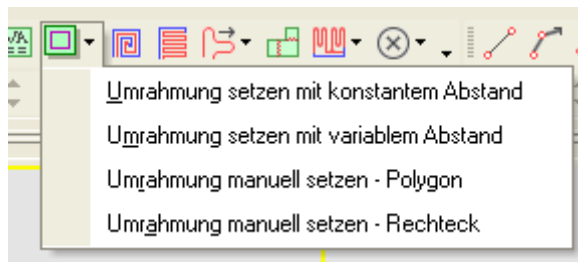 Umrahmung setzen mit konstantem Abstand
Umrahmung setzen mit variablem Abstand
Umrahmung manuell setzen - Polygon
Umrahmung manuell setzen - Rechteck